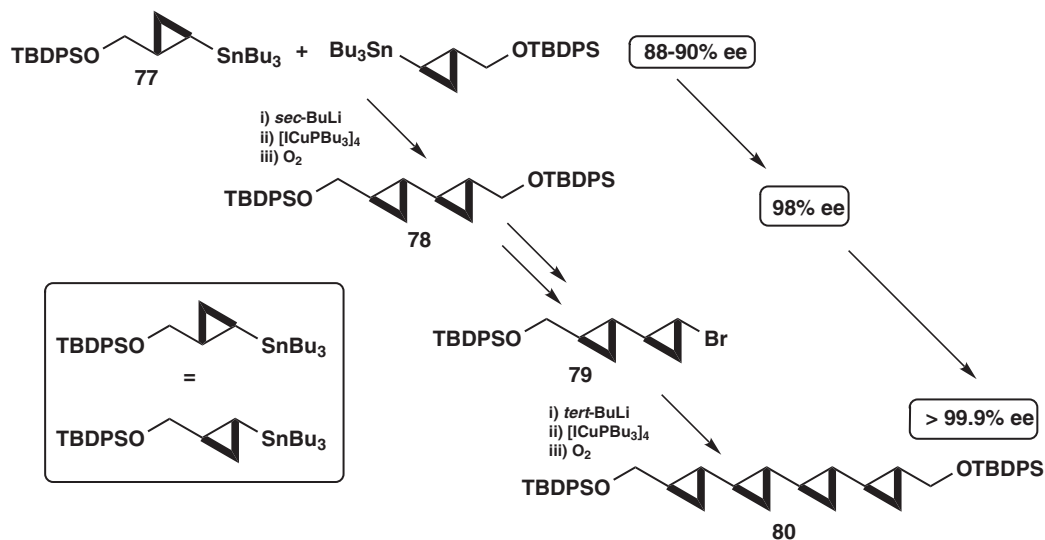 TBDPSO SnBu3 + Bu3Sn OTBDPS 88-90% ee
77
i) sec-BuLi
ii) [ICuPBu3]4
iii) O2
TBDPSO OTBDPS
78
98% ee
TBDPSO SnBu3
=
TBDPSO SnBu3
TBDPSO Br
79
i) tert-BuLi
ii) [ICuPBu3]4
iii) O2
> 99.9% ee
TBDPSO OTBDPS
80